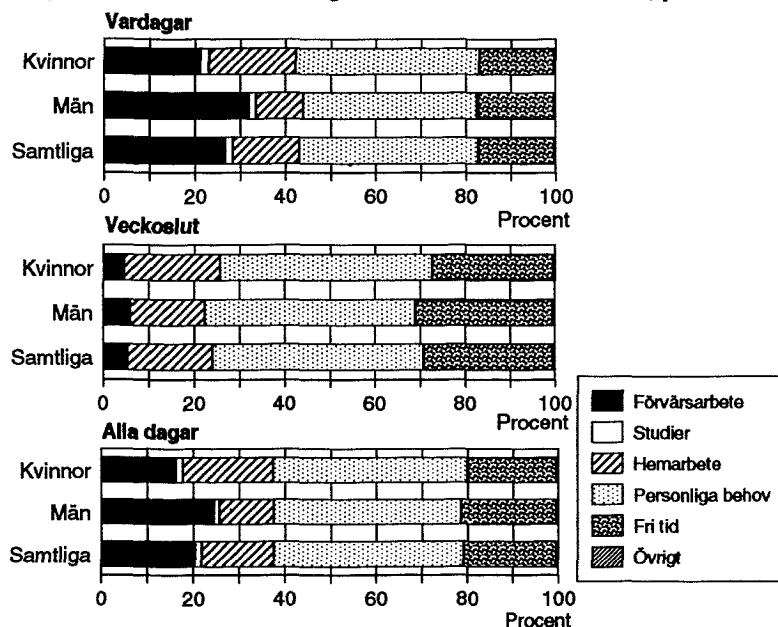 Vardagar
Kvinnor
Män
Samtliga
0 20 40 60 80 100
Procent
Veckoslut
Kvinnor
Män
Samtliga
0 20 40 60 80 100
Procent
Alla dagar
Kvinnor
Män
Samtliga
0 20 40 60 80 100
Procent
Förvärsarbete
Studier
Hemarbete
Personliga behov
Fri tid
Övrigt